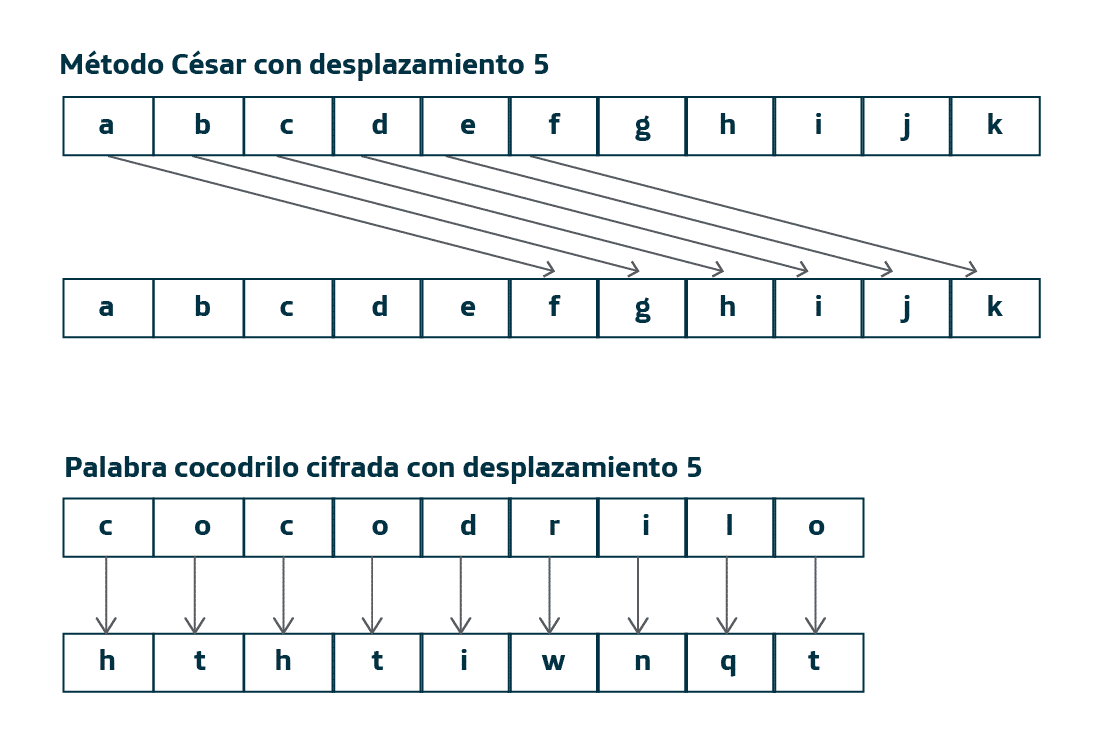 Método César con desplazamiento 5
a b c d e f g h i j k
a b c d e f g h i j k
Palabra cocodrilo cifrada con desplazamiento 5
c o c o d r i l o
h t h t i w n q t